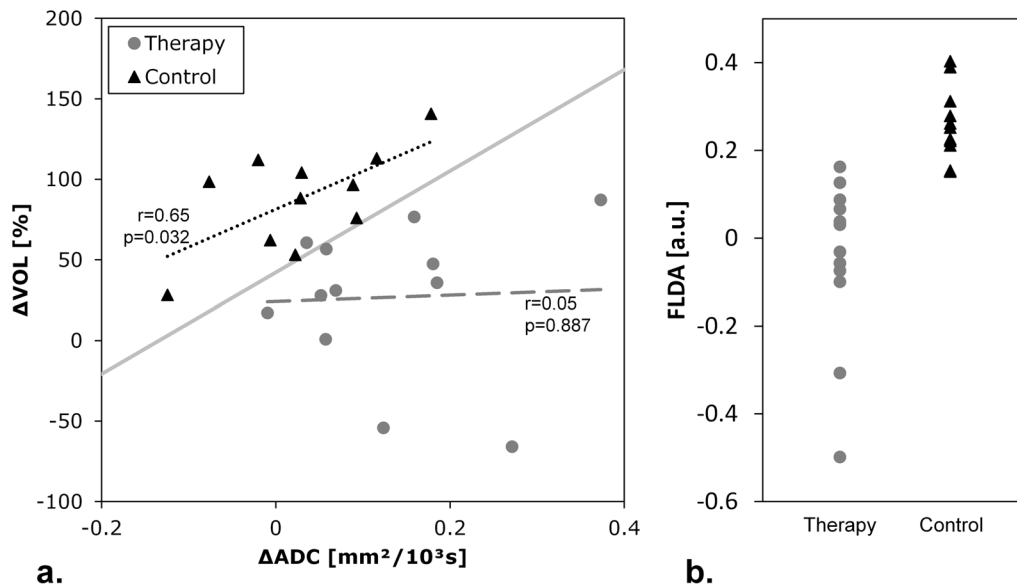 200
150
100
50
0
-50
-100
ΔVOL [%]
Therapy
Control
r=0.65
p=0.032
r=0.05
p=0.887
-0.2
0
0.2
0.4
ΔADC [mm²/10³s]
a.
0.4
0.2
0
-0.2
-0.4
-0.6
FLDA [a.u.]
Therapy Control
b.